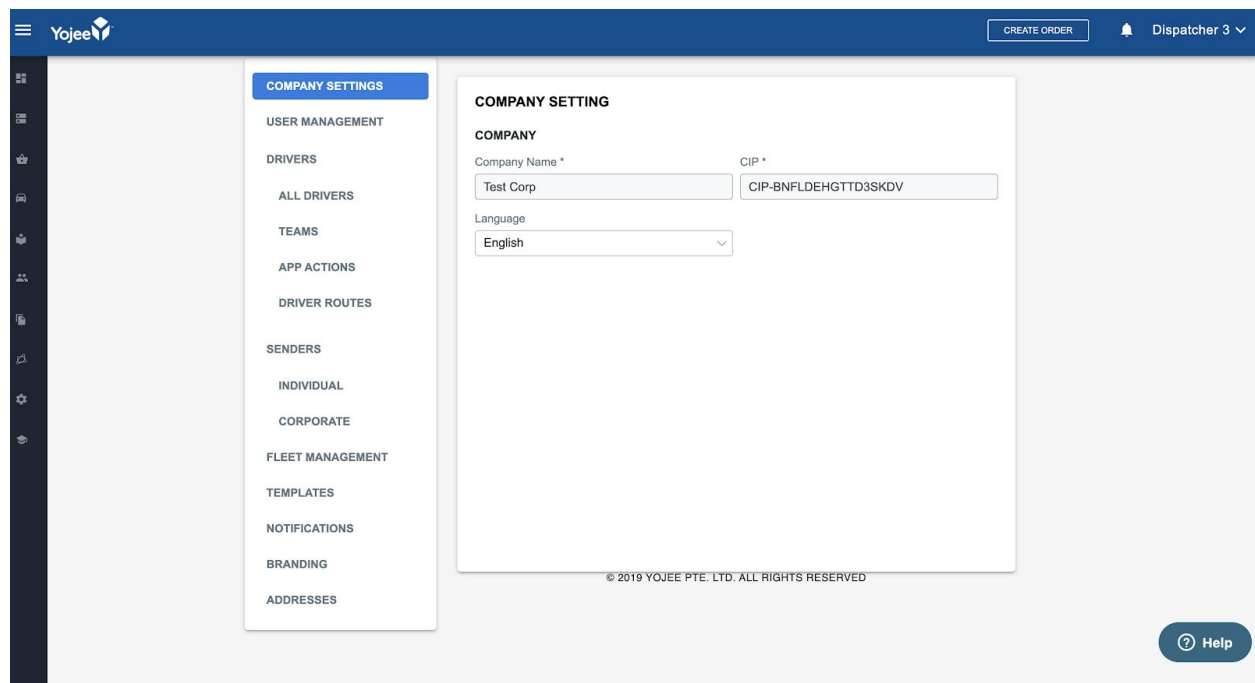 Yojee
CREATE ORDER
Dispatcher 3
COMPANY SETTINGS
USER MANAGEMENT
DRIVERS
ALL DRIVERS
TEAMS
APP ACTIONS
DRIVER ROUTES
SENDERS
INDIVIDUAL
CORPORATE
FLEET MANAGEMENT
TEMPLATES
NOTIFICATIONS
BRANDING
ADDRESSES
COMPANY SETTING
COMPANY
Company Name * CIP *
Test Corp CIP-BNFLDEHGTTD3SKDV
Language
English
© 2019 YOJEE PTE. LTD. ALL RIGHTS RESERVED
Help